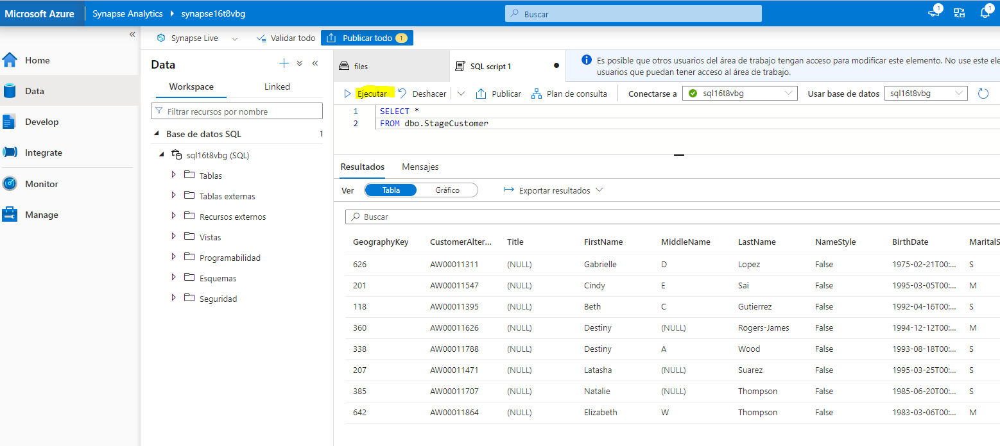 Microsoft Azure Synapse Analytics synapse16t8vbg Buscar 1 1
Synapse Live Validar todo Publicar todo 1
Home
Data
Develop
Integrate
Monitor
Manage
Data
Workspace Linked
Filtrar recursos por nombre
Base de datos SQL 1
sql16t8vbg (SQL)
Tablas
Tablas externas
Recursos externos
Vistas
Programabilidad
Esquemas
Seguridad
files SQL script 1
Es posible que otros usuarios del área de trabajo tengan acceso para modificar este elemento. No use este ele
usuarios que puedan tener acceso al área de trabajo.
Ejecutar Deshacer Publicar Plan de consulta Conectarse a sql16t8vbg Usar base de datos sql16t8vbg
1 SELECT *
2 FROM dbo.StageCustomer
Resultados Mensajes
Ver Tabla Gráfico Exportar resultados
Buscar
GeographyKey CustomerAlter... Title FirstName MiddleName LastName NameStyle BirthDate MaritalS
626 AW00011311 (NULL) Gabrielle D Lopez False 1975-02-21T00:... S
201 AW00011547 (NULL) Cindy E Sai False 1995-03-05T00:... M
118 AW00011395 (NULL) Beth C Gutierrez False 1992-04-16T00:... S
360 AW00011626 (NULL) Destiny (NULL) Rogers-James False 1994-12-12T00:... M
338 AW00011788 (NULL) Destiny A Wood False 1993-08-18T00:... S
207 AW00011471 (NULL) Latasha (NULL) Suarez False 1995-03-25T00:... S
385 AW00011707 (NULL) Natalie (NULL) Thompson False 1985-06-20T00:... S
642 AW00011864 (NULL) Elizabeth W Thompson False 1983-03-06T00:... M